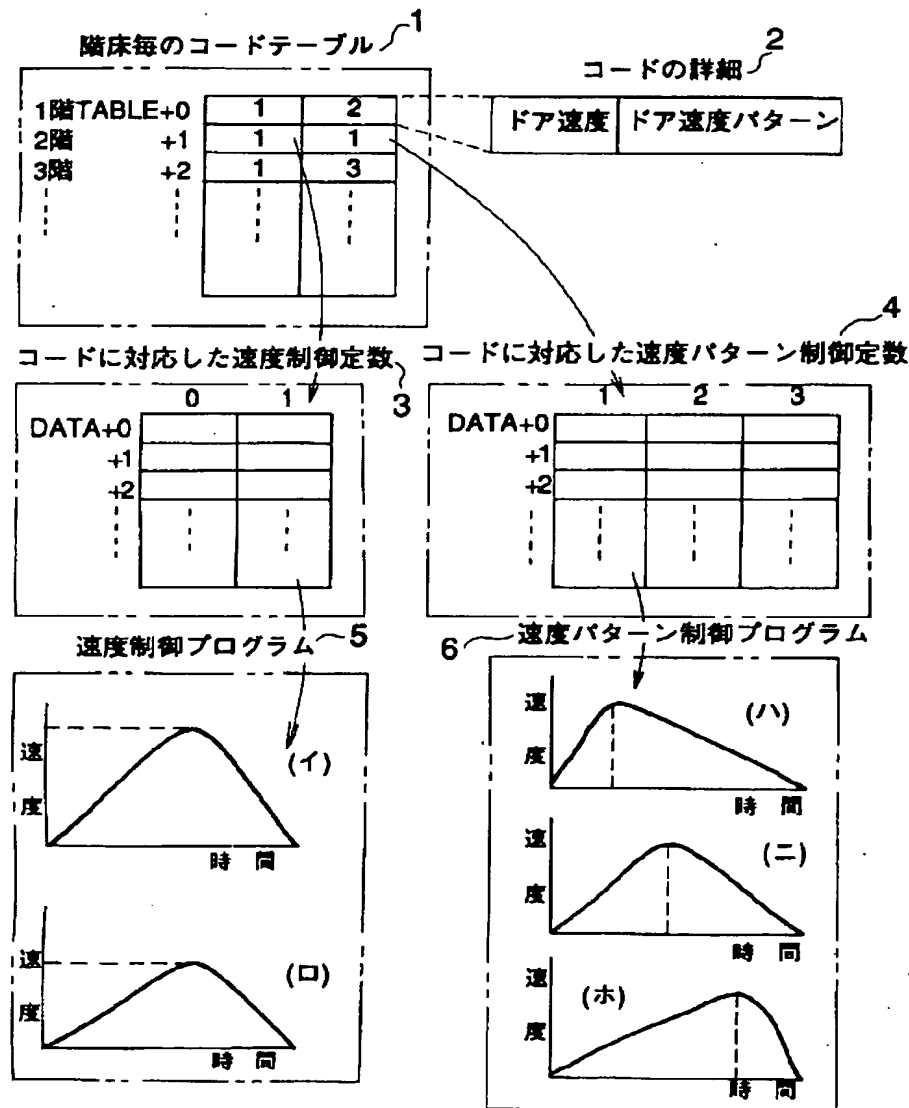 階床毎のコードテーブル 1
コードの詳細 2
1階TABLE+0 1 2
ドア速度 ドア速度パターン
2階 +1 1 1
3階 +2 1 3
コードに対応した速度制御定数 3
コードに対応した速度パターン制御定数 4
0 1
DATA+0
+1
+2
1 2 3
DATA+0
+1
+2
速度制御プログラム 5
6 速度パターン制御プログラム
速度
(イ)
時間
速度
(ロ)
時間
速度
(ハ)
時間
速度
(ニ)
時間
速度
(ホ)
時間